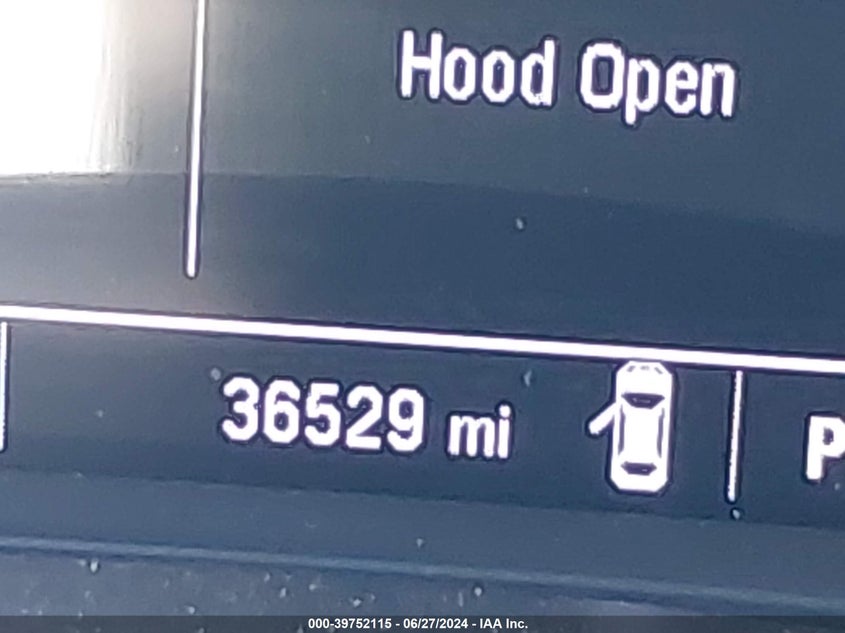 Hood Open
36529 mi
P
000-39752115 - 06/27/2024 - IAA Inc.